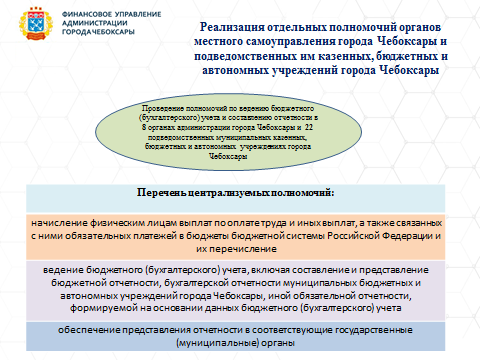 ФИНАНСОВОЕ УПРАВЛЕНИЕ
АДМИНИСТРАЦИИ
ГОРОДА ЧЕБОКСАРЫ
Реализация отдельных полномочий органов
местного самоуправления города Чебоксары и
подведомственных им казенных, бюджетных и
автономных учреждений города Чебоксары
Проведение полномочий по ведению бюджетного
(бухгалтерского) учета и составлению отчетности в
8 органах администрации города Чебоксары и 22
подведомственных муниципальных казенных,
бюджетных и автономных учреждениях города
Чебоксары
Перечень централизуемых полномочий:
начисление физическим лицам выплат по оплате труда и иных выплат, а также связанных
с ними обязательных платежей в бюджеты бюджетной системы Российской Федерации и
их перечисление
ведение бюджетного (бухгалтерского) учета, включая составление и представление
бюджетной отчетности, бухгалтерской отчетности муниципальных бюджетных и
автономных учреждений города Чебоксары, иной обязательной отчетности,
формируемой на основании данных бюджетного (бухгалтерского) учета
обеспечение представления отчетности в соответствующие государственные
(муниципальные) органы